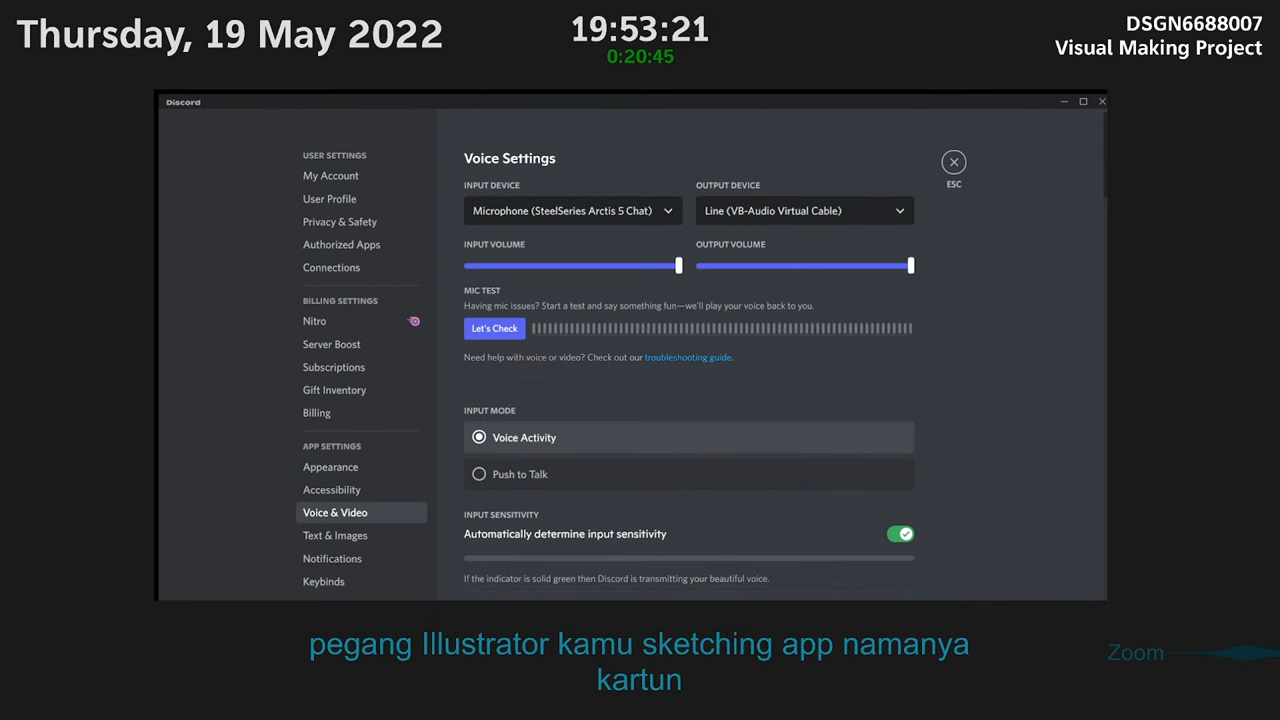 Thursday, 19 May 2022
19:53:21
0:20:45
DSGN6688007
Visual Making Project
Discord
USER SETTINGS
My Account
User Profile
Privacy & Safety
Authorized Apps
Connections
BILLING SETTINGS
Nitro
Server Boost
Subscriptions
Gift Inventory
Billing
APP SETTINGS
Appearance
Accessibility
Voice & Video
Text & Images
Notifications
Keybinds
Voice Settings
INPUT DEVICE
Microphone (SteelSeries Arctis 5 Chat)
OUTPUT DEVICE
Line (VB-Audio Virtual Cable)
INPUT VOLUME
OUTPUT VOLUME
MIC TEST
Having mic issues? Start a test and say something fun—we'll play your voice back to you.
Let's Check
Need help with voice or video? Check out our troubleshooting guide.
INPUT MODE
Voice Activity
Push to Talk
INPUT SENSITIVITY
Automatically determine input sensitivity
If the indicator is solid green then Discord is transmitting your beautiful voice.
ESC
pegang Illustrator kamu sketching app namanya
kartun
Zoom